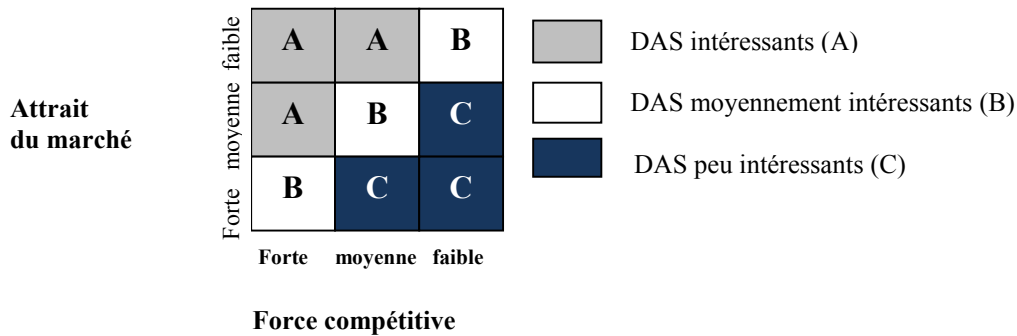 faible A A B DAS intéressants (A)
Attrait
du marché
moyenne A B C DAS moyennement intéressants (B)
Forte B C C DAS peu intéressants (C)
Forte moyenne faible
Force compétitive